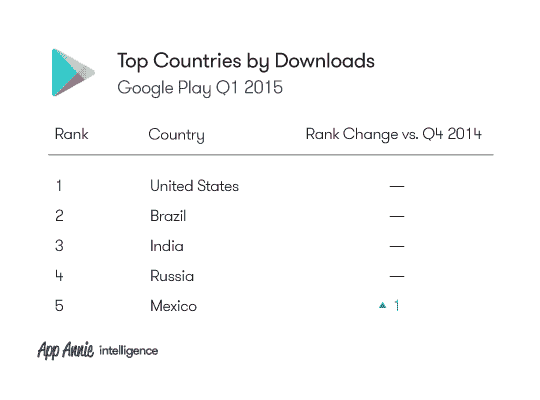 Top Countries by Downloads
Google Play Q1 2015
Rank Country Rank Change vs. Q4 2014
1 United States —
2 Brazil —
3 India —
4 Russia —
5 Mexico ▲ 1
App Annie intelligence